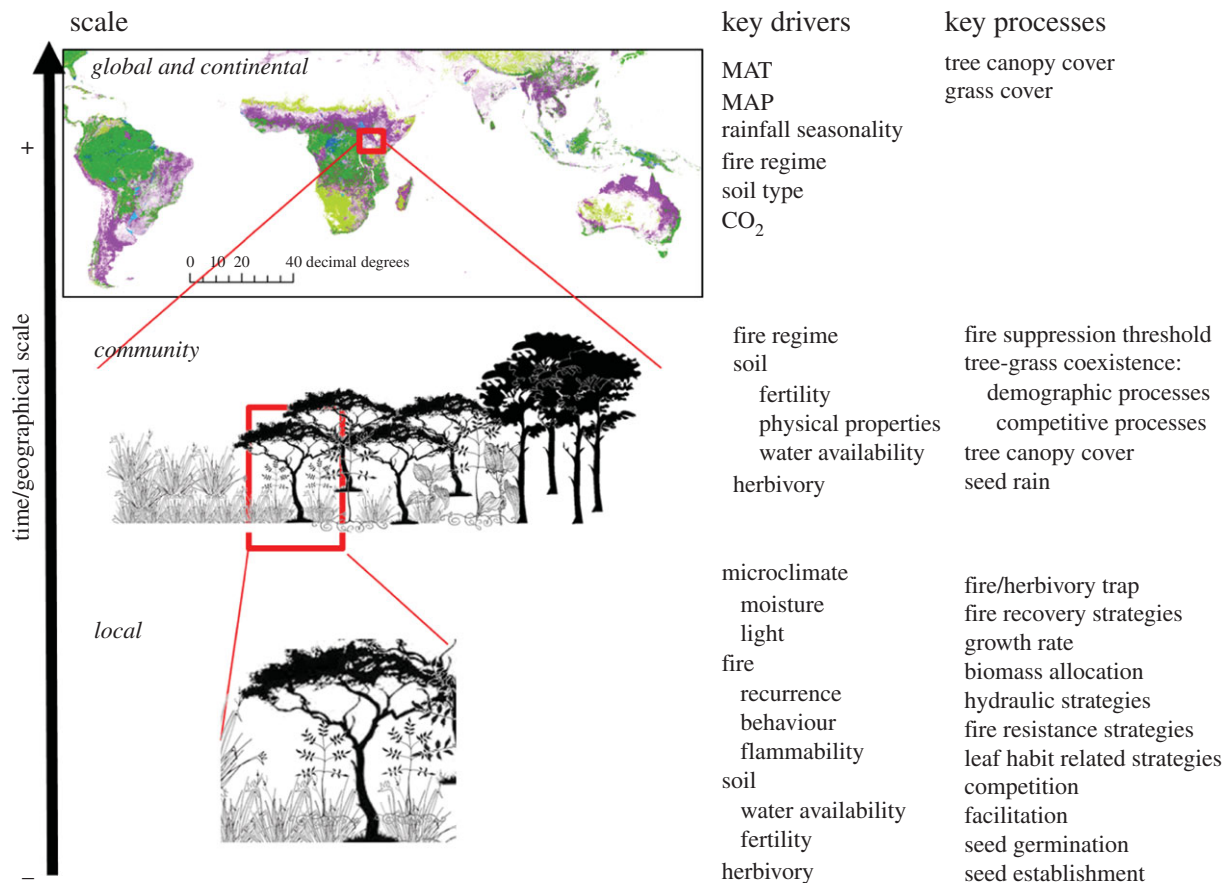 scale
key drivers
key processes
global and continental
MAT
MAP
rainfall seasonality
fire regime
soil type
CO2
tree canopy cover
grass cover
0 10 20 40 decimal degrees
+
time/geographical scale
–
community
fire regime
soil
fertility
physical properties
water availability
herbivory
fire suppression threshold
tree-grass coexistence:
demographic processes
competitive processes
tree canopy cover
seed rain
local
microclimate
moisture
light
fire
recurrence
behaviour
flammability
soil
water availability
fertility
herbivory
fire/herbivory trap
fire recovery strategies
growth rate
biomass allocation
hydraulic strategies
fire resistance strategies
leaf habit related strategies
competition
facilitation
seed germination
seed establishment